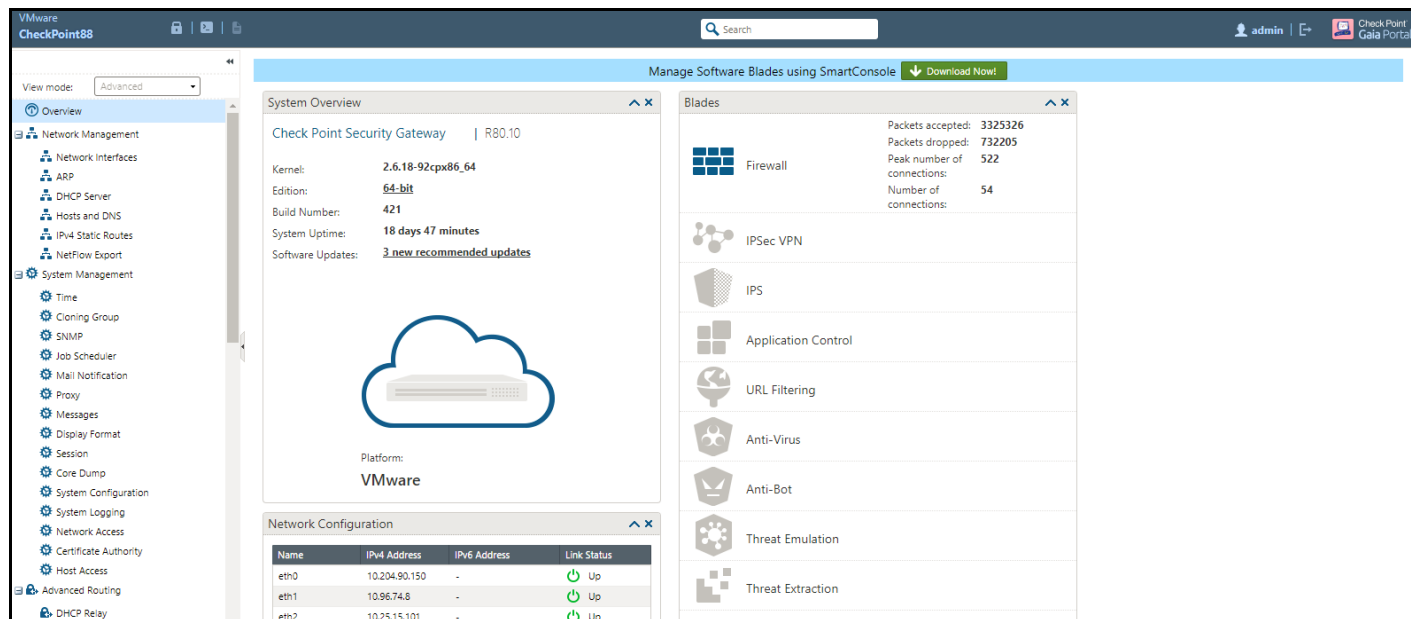 VMware
CheckPoint88
Search
admin
Check Point
Gaia Portal
View mode: Advanced
Overview
Network Management
Network Interfaces
ARP
DHCP Server
Hosts and DNS
IPv4 Static Routes
NetFlow Export
System Management
Time
Cloning Group
SNMP
Job Scheduler
Mail Notification
Proxy
Messages
Display Format
Session
Core Dump
System Configuration
System Logging
Network Access
Certificate Authority
Host Access
Advanced Routing
DHCP Relay
Manage Software Blades using SmartConsole Download Now!
System Overview
Check Point Security Gateway | R80.10
Kernel: 2.6.18-92cpx86_64
Edition: 64-bit
Build Number: 421
System Uptime: 18 days 47 minutes
Software Updates: 3 new recommended updates
Platform:
VMware
Network Configuration
Name IPv4 Address IPv6 Address Link Status
eth0 10.204.90.150 - Up
eth1 10.96.74.8 - Up
eth2 10.25.15.101 - Up
Blades
Firewall
Packets accepted: 3325326
Packets dropped: 732205
Peak number of 522
connections:
Number of 54
connections:
IPSec VPN
IPS
Application Control
URL Filtering
Anti-Virus
Anti-Bot
Threat Emulation
Threat Extraction